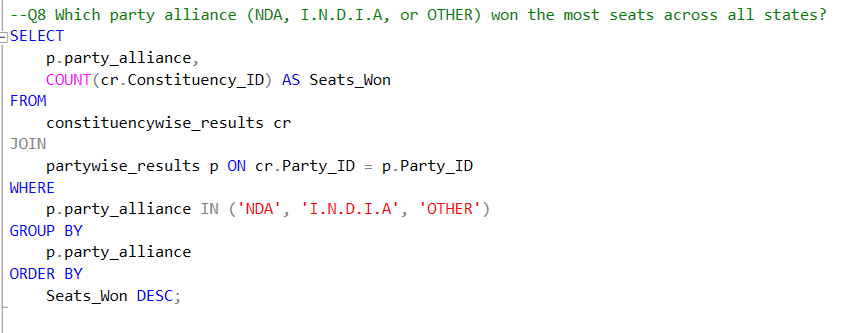 --Q8 Which party alliance (NDA, I.N.D.I.A, or OTHER) won the most seats across all states?
SELECT
    p.party_alliance,
    COUNT(cr.Constituency_ID) AS Seats_Won
FROM
    constituencywise_results cr
JOIN
    partywise_results p ON cr.Party_ID = p.Party_ID
WHERE
    p.party_alliance IN ('NDA', 'I.N.D.I.A', 'OTHER')
GROUP BY
    p.party_alliance
ORDER BY
    Seats_Won DESC;